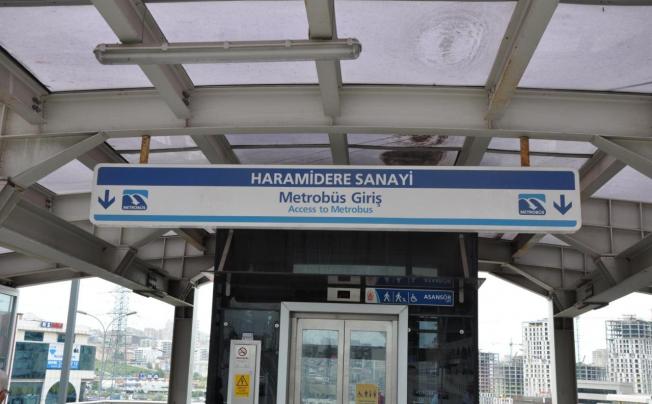 HARAMİDERE SANAYİ
Metrobüs Giriş
Access to Metrobus
METROBÜS
METROBÜS
ASANSÖR